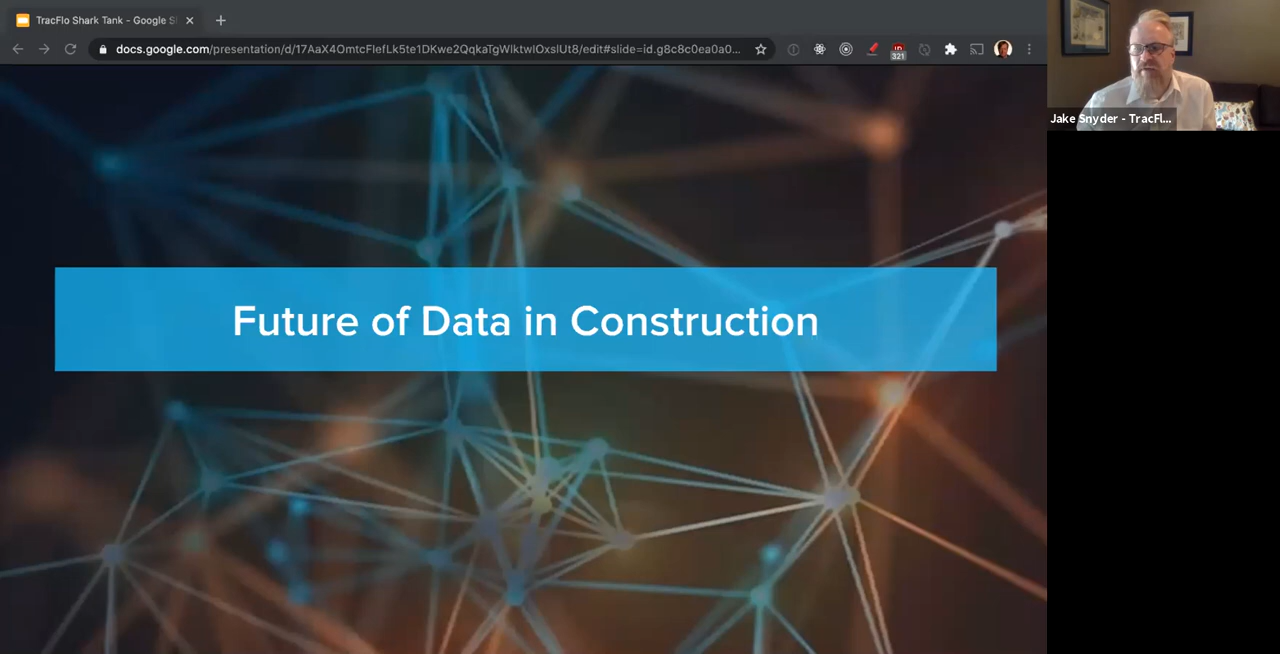 TracFlo Shark Tank - Google Sl
docs.google.com/presentation/d/17AaX4OmtcFIefLk5te1DKwe2QqkaTgWlktwIOxslUt8/edit#slide=id.g8c8c0ea0a0...
321
Jake Snyder - TracFl...
Future of Data in Construction